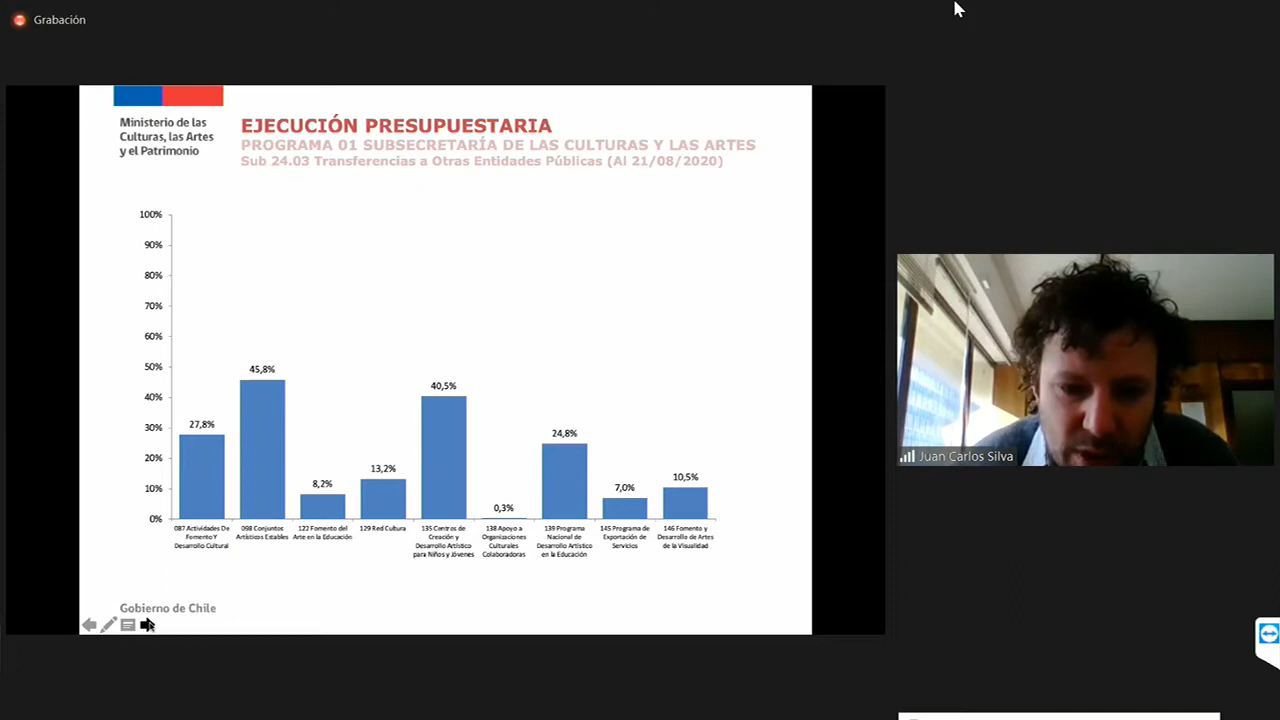 Grabación
Ministerio de las
Culturas, las Artes
y el Patrimonio
EJECUCIÓN PRESUPUESTARIA
PROGRAMA 01 SUBSECRETARÍA DE LAS CULTURAS Y LAS ARTES
Sub 24.03 Transferencias a Otras Entidades Públicas (Al 21/08/2020)
100%
90%
80%
70%
60%
50%
40%
30%
20%
10%
0%
27,8%
45,8%
8,2%
13,2%
40,5%
0,3%
24,8%
7,0%
10,5%
087 Actividades De
Fomento Y
Desarrollo Cultural
098 Conjuntos
Artísticos Estables
122 Fomento del
Arte en la Educación
129 Red Cultura
135 Centros de
Creación y
Desarrollo Artístico
para Niños y Jóvenes
138 Apoyo a
Organizaciones
Culturales
Colaboradoras
139 Programa
Nacional de
Desarrollo Artístico
en la Educación
145 Programa de
Exportación de
Servicios
146 Fomento y
Desarrollo de Artes
de la Visualidad
Gobierno de Chile
Juan Carlos Silva